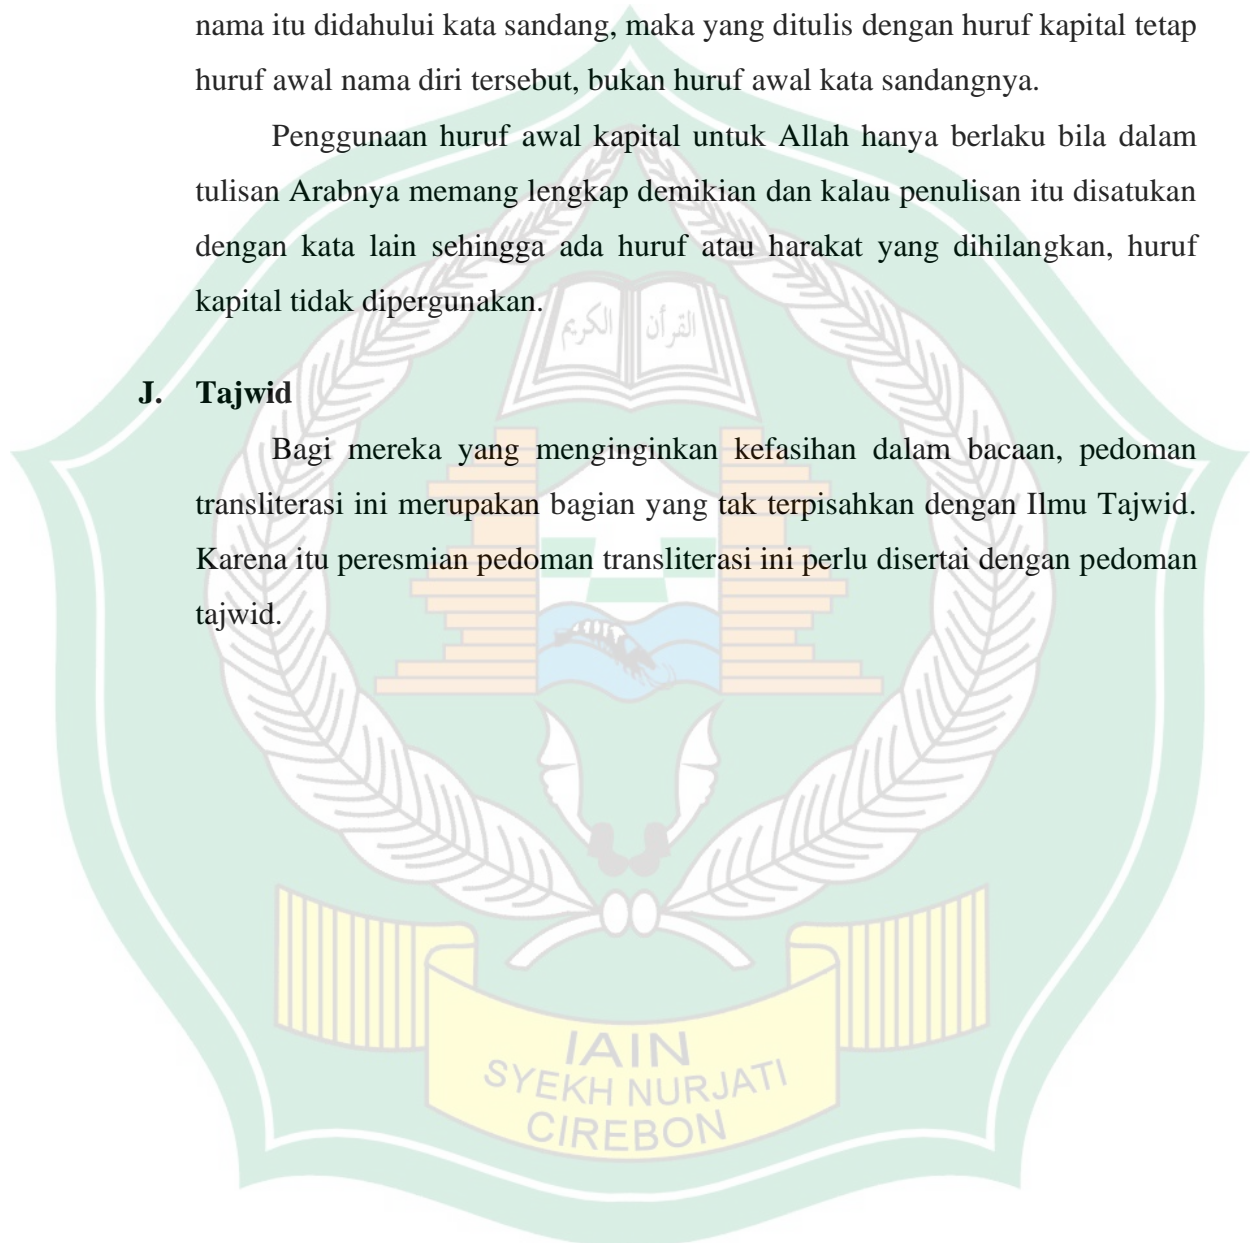 nama itu didahului kata sandang, maka yang ditulis dengan huruf kapital tetap
huruf awal nama diri tersebut, bukan huruf awal kata sandangnya.
Penggunaan huruf awal kapital untuk Allah hanya berlaku bila dalam
tulisan Arabnya memang lengkap demikian dan kalau penulisan itu disatukan
dengan kata lain sehingga ada huruf atau harakat yang dihilangkan, huruf
kapital tidak dipergunakan.
القرآن الكريم
J. Tajwid
Bagi mereka yang menginginkan kefasihan dalam bacaan, pedoman
transliterasi ini merupakan bagian yang tak terpisahkan dengan Ilmu Tajwid.
Karena itu peresmian pedoman transliterasi ini perlu disertai dengan pedoman
tajwid.
IAIN
SYEKH NURJATI
CIREBON